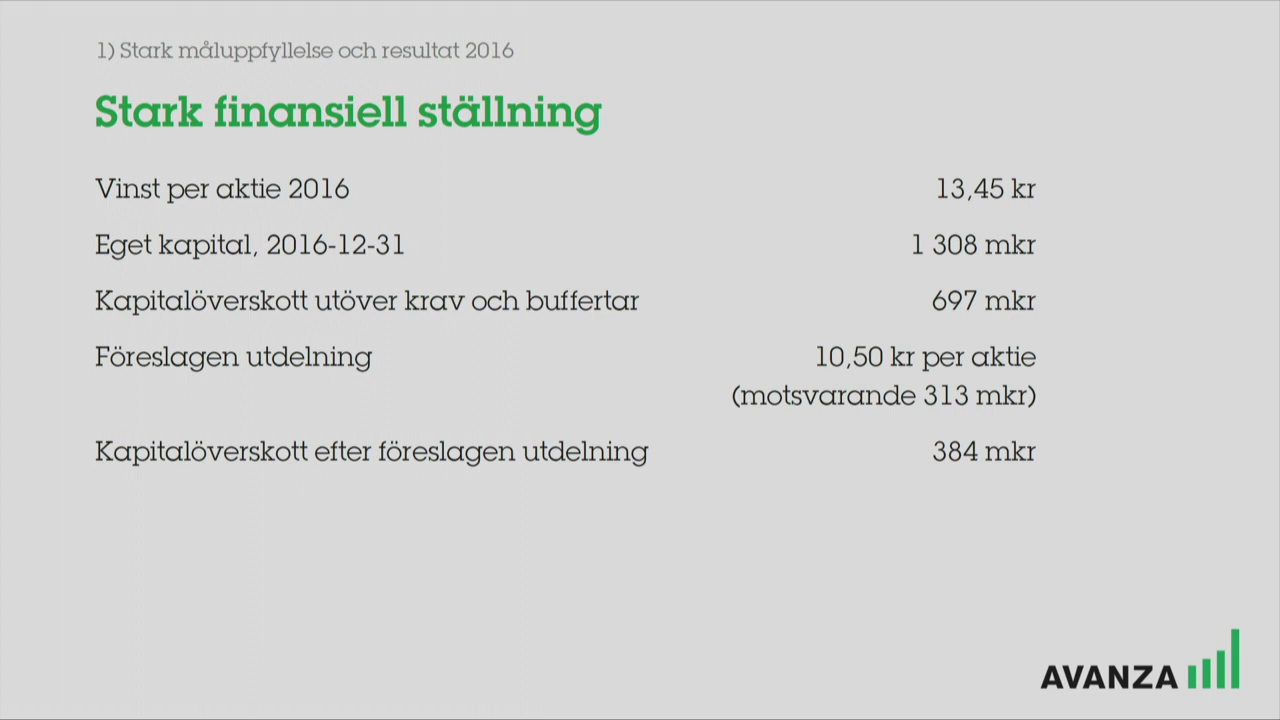 1) Stark måluppfyllelse och resultat 2016
Stark finansiell ställning
Vinst per aktie 2016 13,45 kr
Eget kapital, 2016-12-31 1 308 mkr
Kapitalöverskott utöver krav och buffertar 697 mkr
Föreslagen utdelning 10,50 kr per aktie
(motsvarande 313 mkr)
Kapitalöverskott efter föreslagen utdelning 384 mkr
AVANZA